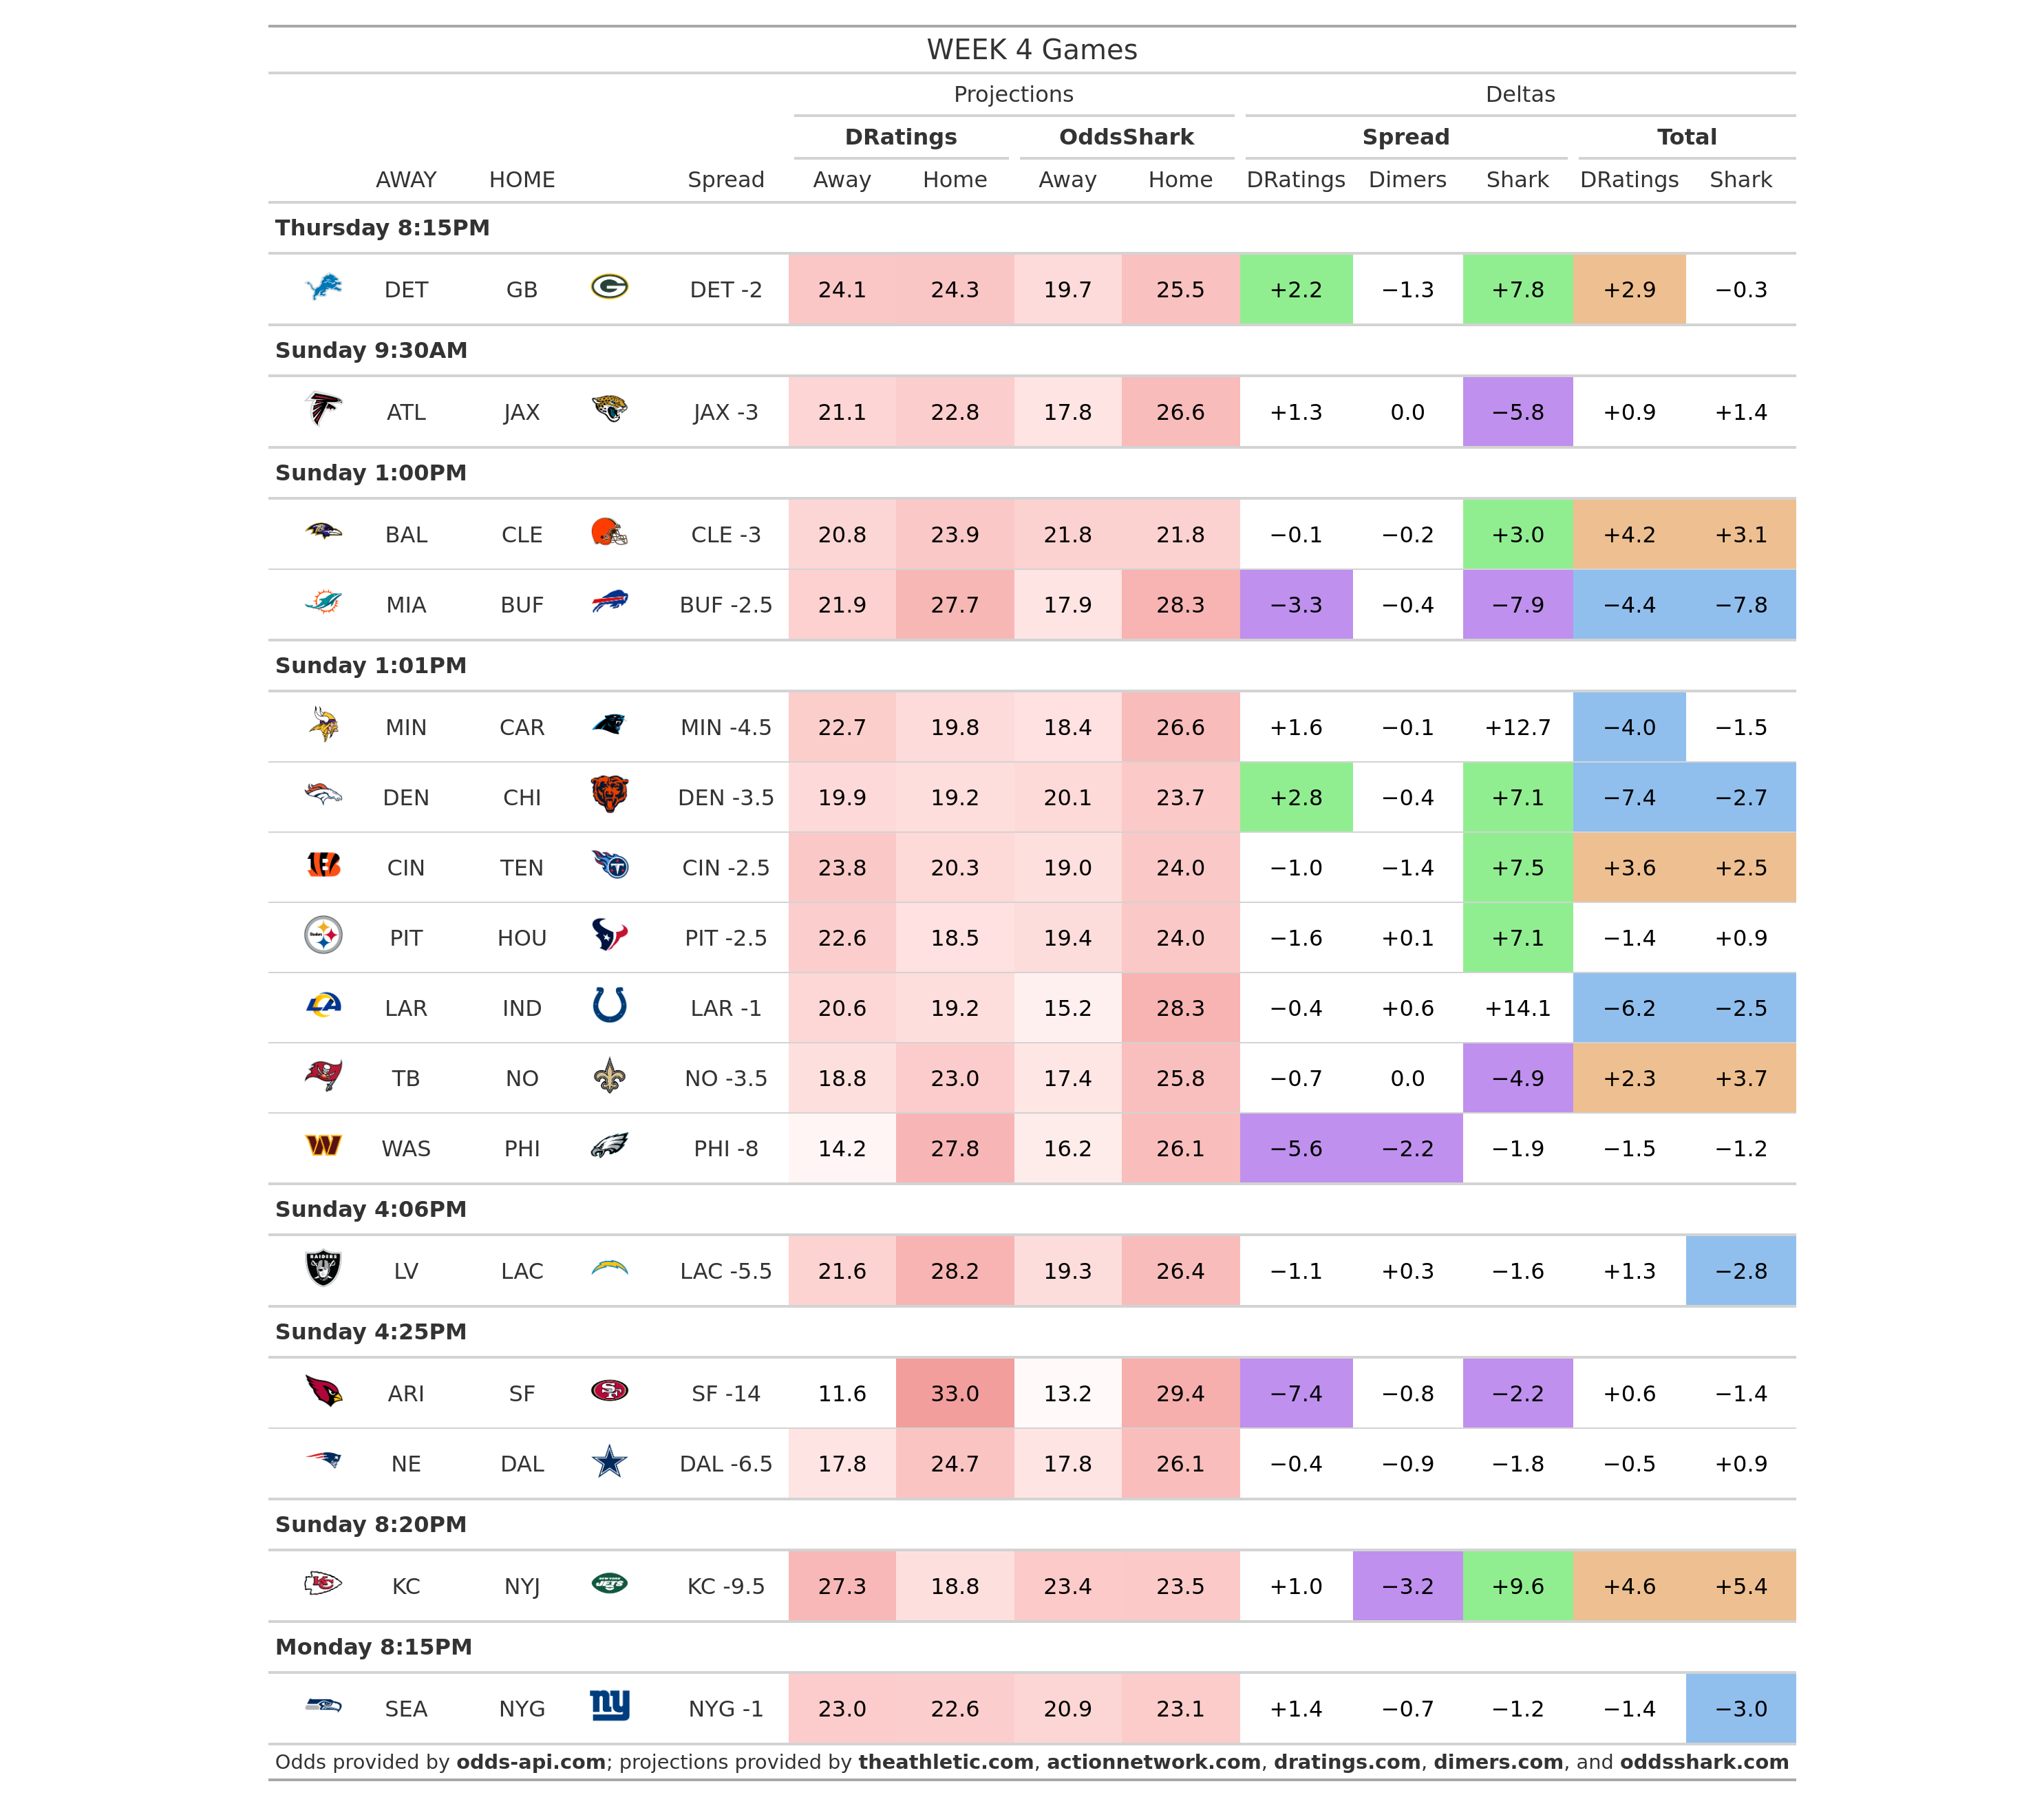 WEEK 4 Games
Projections Deltas
DRatings OddsShark Spread Total
AWAY HOME Spread Away Home Away Home DRatings Dimers Shark DRatings Shark
Thursday 8:15PM
DET GB DET -2 24.1 24.3 19.7 25.5 +2.2 −1.3 +7.8 +2.9 −0.3
Sunday 9:30AM
ATL JAX JAX -3 21.1 22.8 17.8 26.6 +1.3 0.0 −5.8 +0.9 +1.4
Sunday 1:00PM
BAL CLE CLE -3 20.8 23.9 21.8 21.8 −0.1 −0.2 +3.0 +4.2 +3.1
MIA BUF BUF -2.5 21.9 27.7 17.9 28.3 −3.3 −0.4 −7.9 −4.4 −7.8
Sunday 1:01PM
MIN CAR MIN -4.5 22.7 19.8 18.4 26.6 +1.6 −0.1 +12.7 −4.0 −1.5
DEN CHI DEN -3.5 19.9 19.2 20.1 23.7 +2.8 −0.4 +7.1 −7.4 −2.7
CIN TEN CIN -2.5 23.8 20.3 19.0 24.0 −1.0 −1.4 +7.5 +3.6 +2.5
PIT HOU PIT -2.5 22.6 18.5 19.4 24.0 −1.6 +0.1 +7.1 −1.4 +0.9
LAR IND LAR -1 20.6 19.2 15.2 28.3 −0.4 +0.6 +14.1 −6.2 −2.5
TB NO NO -3.5 18.8 23.0 17.4 25.8 −0.7 0.0 −4.9 +2.3 +3.7
WAS PHI PHI -8 14.2 27.8 16.2 26.1 −5.6 −2.2 −1.9 −1.5 −1.2
Sunday 4:06PM
LV LAC LAC -5.5 21.6 28.2 19.3 26.4 −1.1 +0.3 −1.6 +1.3 −2.8
Sunday 4:25PM
ARI SF SF -14 11.6 33.0 13.2 29.4 −7.4 −0.8 −2.2 +0.6 −1.4
NE DAL DAL -6.5 17.8 24.7 17.8 26.1 −0.4 −0.9 −1.8 −0.5 +0.9
Sunday 8:20PM
KC NYJ KC -9.5 27.3 18.8 23.4 23.5 +1.0 −3.2 +9.6 +4.6 +5.4
Monday 8:15PM
SEA NYG NYG -1 23.0 22.6 20.9 23.1 +1.4 −0.7 −1.2 −1.4 −3.0
Odds provided by odds-api.com; projections provided by theathletic.com, actionnetwork.com, dratings.com, dimers.com, and oddsshark.com